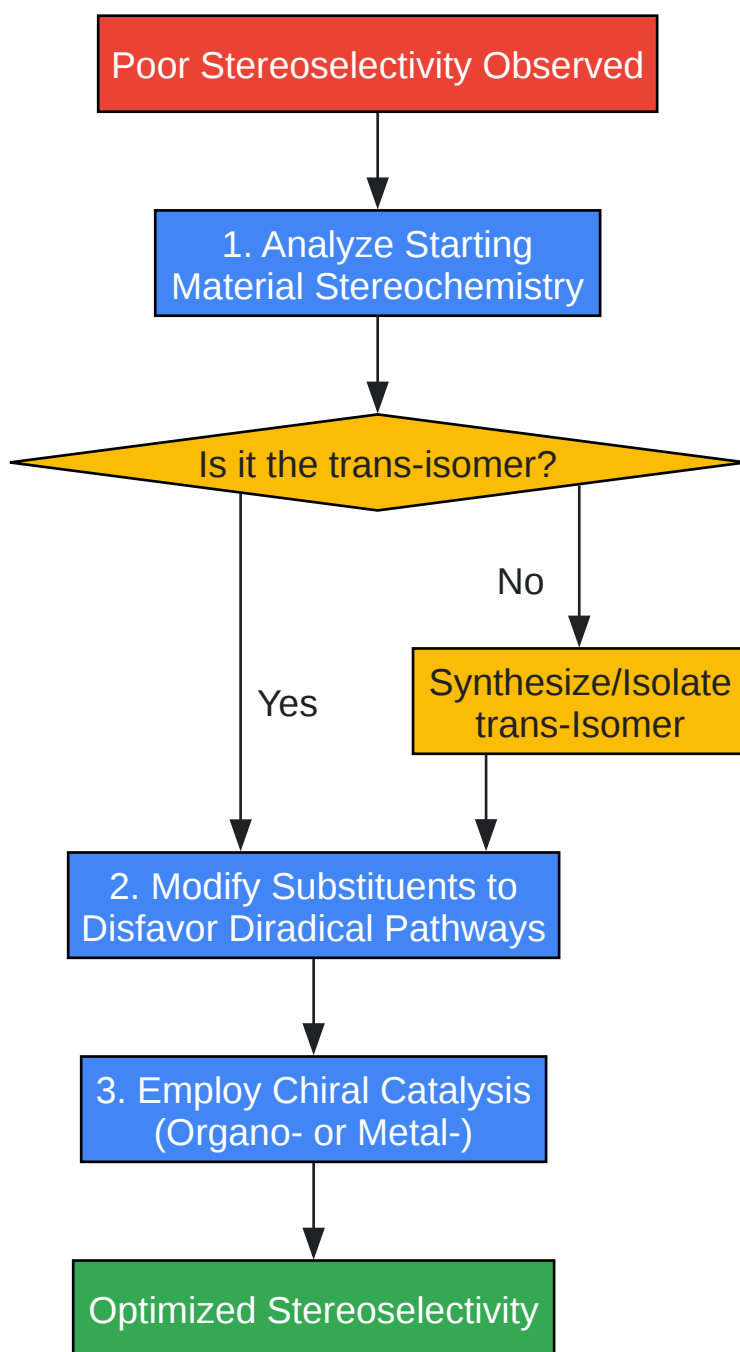 Poor Stereoselectivity Observed
1. Analyze Starting
Material Stereochemistry
Is it the trans-isomer?
No
Synthesize/Isolate
trans-Isomer
Yes
2. Modify Substituents to
Disfavor Diradical Pathways
3. Employ Chiral Catalysis
(Organo- or Metal-)
Optimized Stereoselectivity